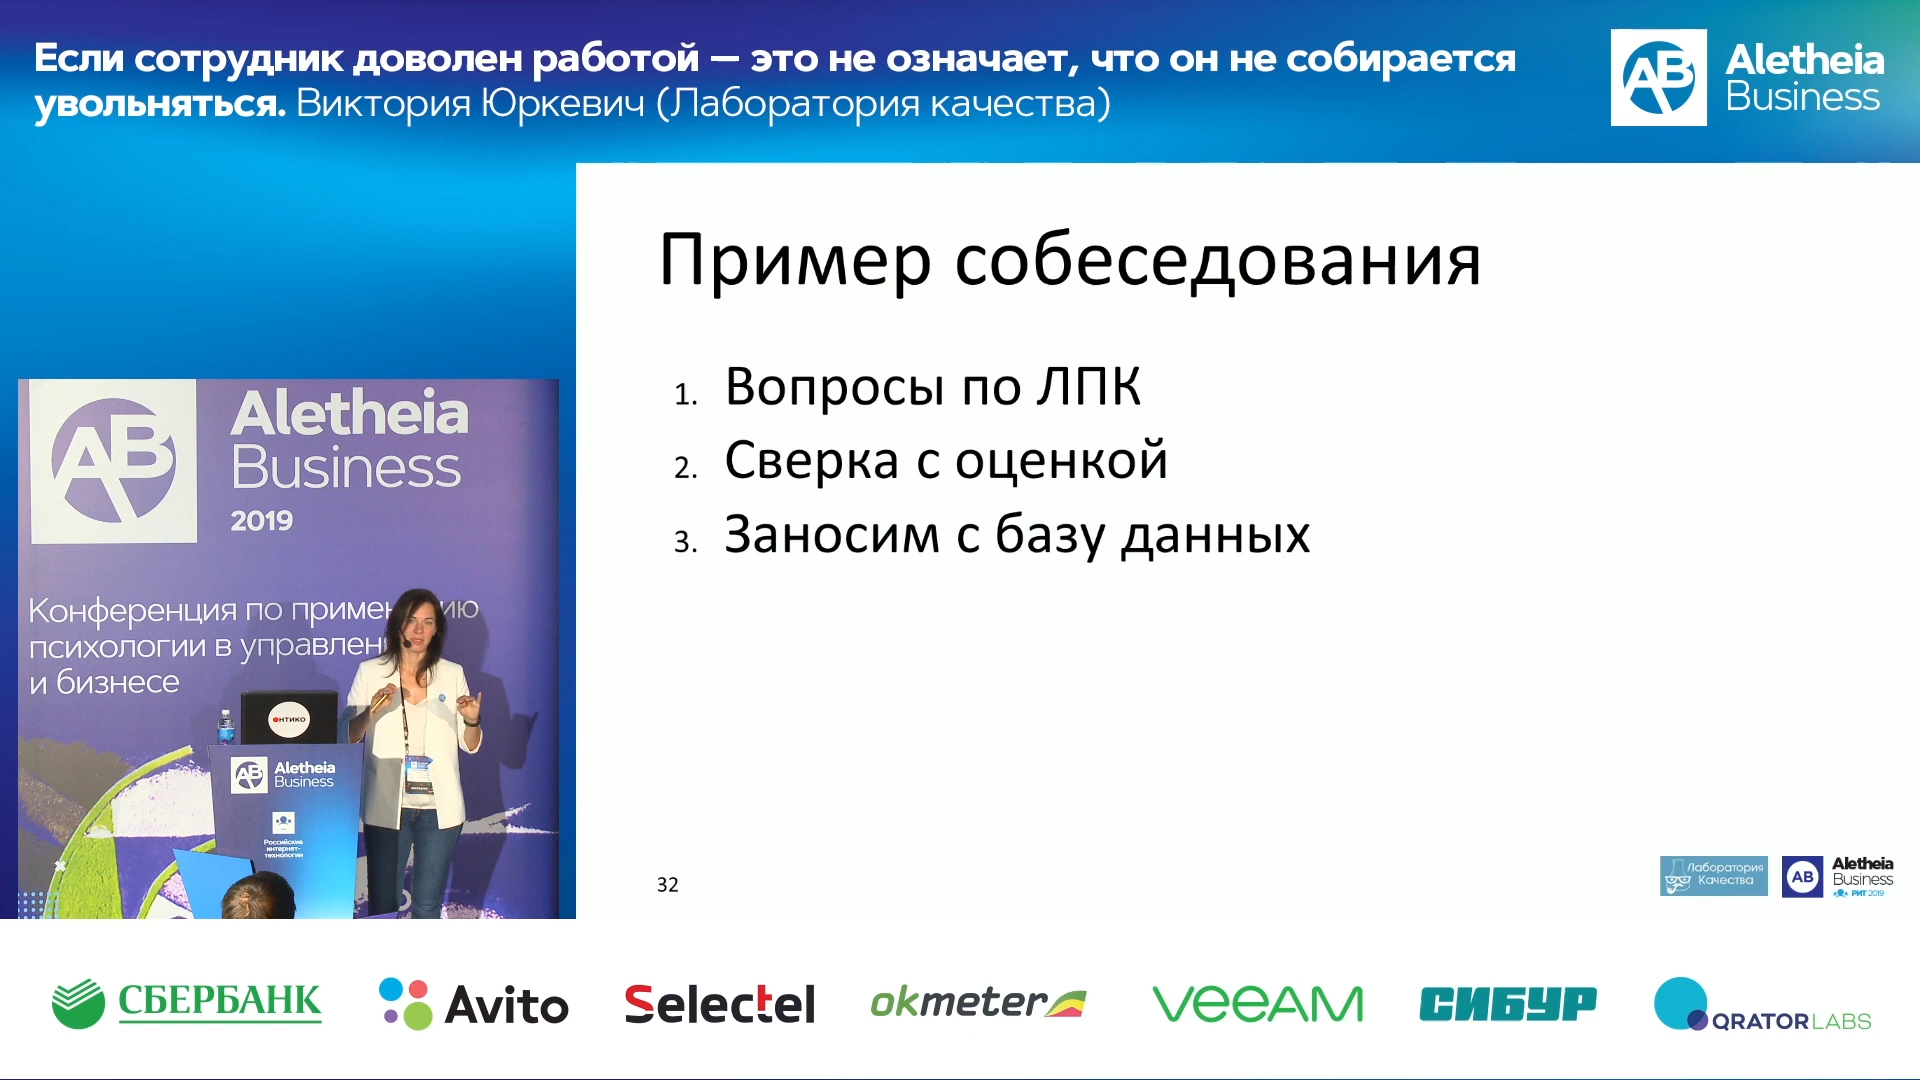 Если сотрудник доволен работой — это не означает, что он не собирается
увольняться. Виктория Юркевич (Лаборатория качества)
AB
Aletheia
Business
Пример собеседования
1. Вопросы по ЛПК
2. Сверка с оценкой
3. Заносим с базу данных
32
Лаборатория
Качества
AB
Aletheia
Business
РИТ 2019
AB
Aletheia
Business
2019
Конференция по
психологии в
и бизнесе
ОНТИКО
AB
Aletheia
Business
Российские
интернет-
технологии
СБЕРБАНК
Avito
Selectel
okmeter
VEEAM
СИБУР
QRATOR LABS